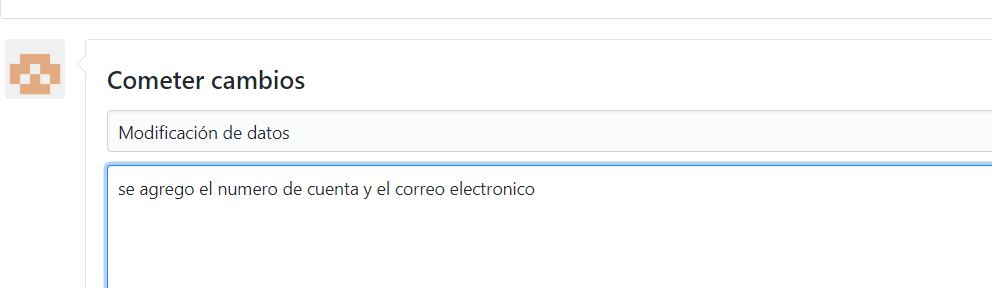 Cometer cambios
Modificación de datos
se agrego el numero de cuenta y el correo electronico